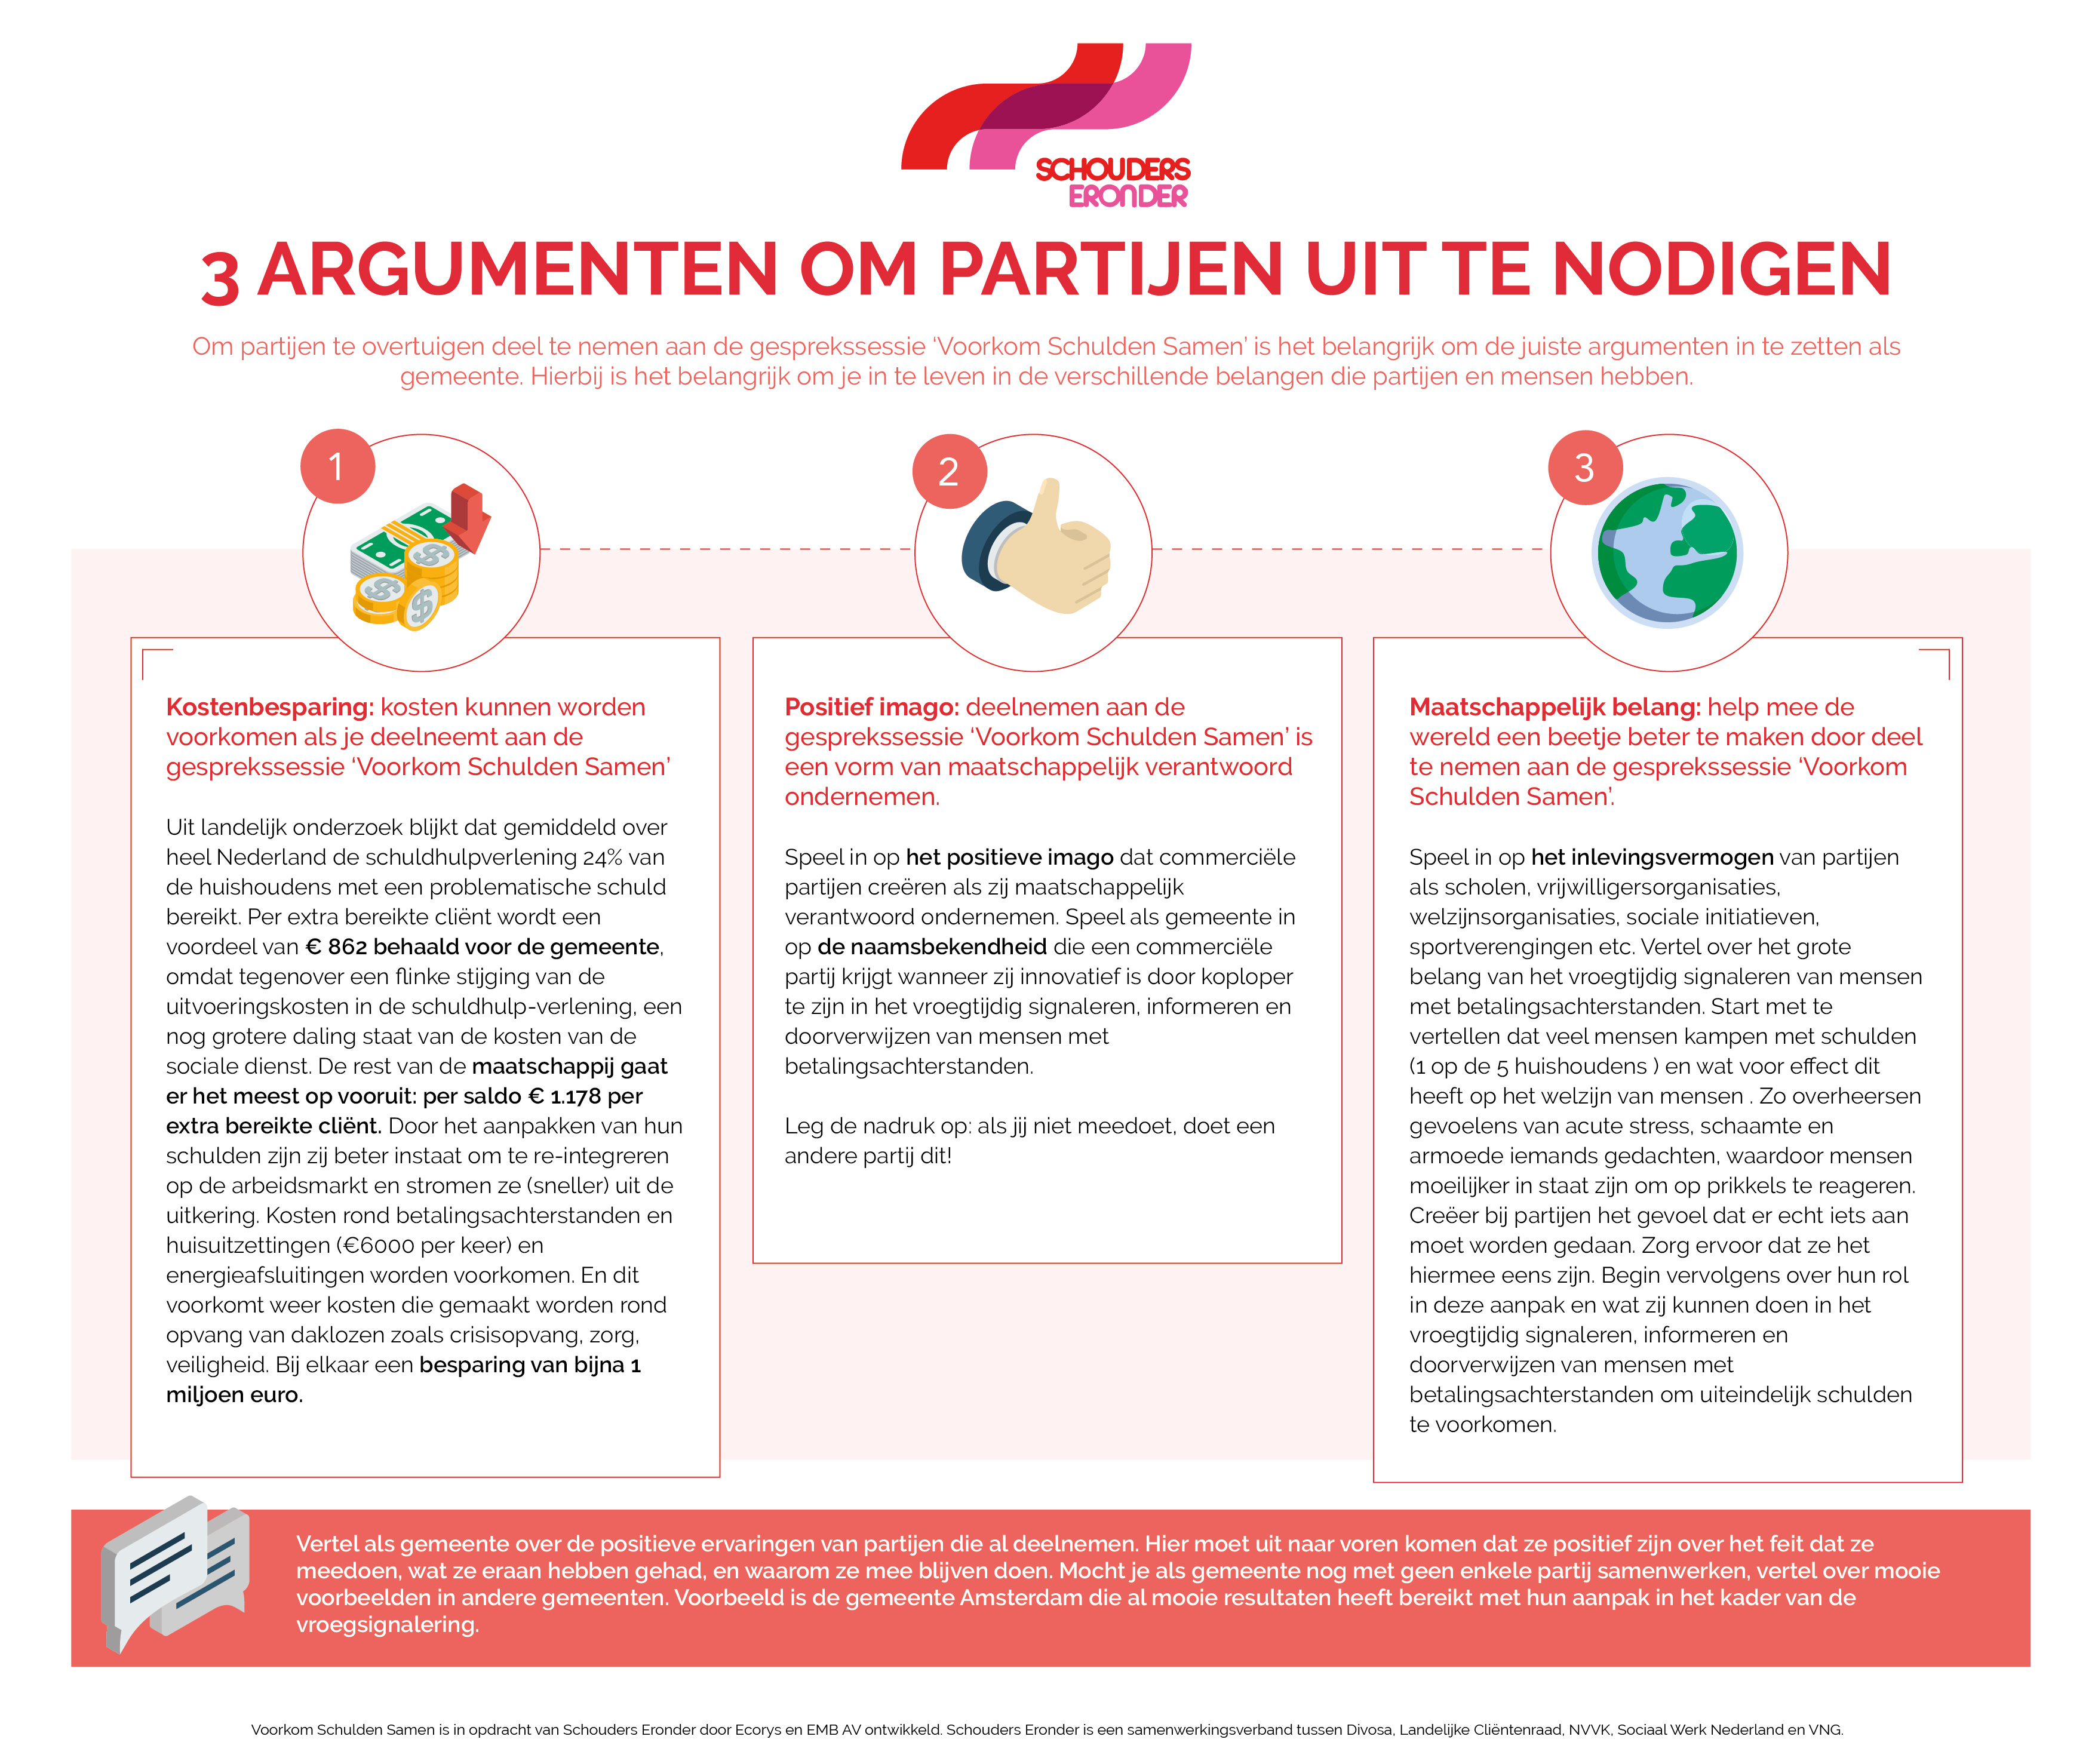 SCHOUDERS
ERONDER
3 ARGUMENTEN OM PARTIJEN UIT TE NODIGEN
Om partijen te overtuigen deel te nemen aan de gesprekssessie ‘Voorkom Schulden Samen’ is het belangrijk om de juiste argumenten in te zetten als
gemeente. Hierbij is het belangrijk om je in te leven in de verschillende belangen die partijen en mensen hebben.
1
Kostenbesparing: kosten kunnen worden
voorkomen als je deelneemt aan de
gesprekssessie ‘Voorkom Schulden Samen’
Uit landelijk onderzoek blijkt dat gemiddeld over
heel Nederland de schuldhulpverlening 24% van
de huishoudens met een problematische schuld
bereikt. Per extra bereikte cliënt wordt een
voordeel van € 862 behaald voor de gemeente,
omdat tegenover een flinke stijging van de
uitvoeringskosten in de schuldhulp-verlening, een
nog grotere daling staat van de kosten van de
sociale dienst. De rest van de maatschappij gaat
er het meest op vooruit: per saldo € 1.178 per
extra bereikte cliënt. Door het aanpakken van hun
schulden zijn zij beter instaat om te re-integreren
op de arbeidsmarkt en stromen ze (sneller) uit de
uitkering. Kosten rond betalingsachterstanden en
huisuitzettingen (€6000 per keer) en
energieafsluitingen worden voorkomen. En dit
voorkomt weer kosten die gemaakt worden rond
opvang van daklozen zoals crisisopvang, zorg,
veiligheid. Bij elkaar een besparing van bijna 1
miljoen euro.
2
Positief imago: deelnemen aan de
gesprekssessie ‘Voorkom Schulden Samen’ is
een vorm van maatschappelijk verantwoord
ondernemen.
Speel in op het positieve imago dat commerciële
partijen creëren als zij maatschappelijk
verantwoord ondernemen. Speel als gemeente in
op de naamsbekendheid die een commerciële
partij krijgt wanneer zij innovatief is door koploper
te zijn in het vroegtijdig signaleren, informeren en
doorverwijzen van mensen met
betalingsachterstanden.
Leg de nadruk op: als jij niet meedoet, doet een
andere partij dit!
3
Maatschappelijk belang: help mee de
wereld een beetje beter te maken door deel
te nemen aan de gesprekssessie ‘Voorkom
Schulden Samen’.
Speel in op het inlevingsvermogen van partijen
als scholen, vrijwilligersorganisaties,
welzijnsorganisaties, sociale initiatieven,
sportverengingen etc. Vertel over het grote
belang van het vroegtijdig signaleren van mensen
met betalingsachterstanden. Start met te
vertellen dat veel mensen kampen met schulden
(1 op de 5 huishoudens ) en wat voor effect dit
heeft op het welzijn van mensen . Zo overheersen
gevoelens van acute stress, schaamte en
armoede iemands gedachten, waardoor mensen
moeilijker in staat zijn om op prikkels te reageren.
Creëer bij partijen het gevoel dat er echt iets aan
moet worden gedaan. Zorg ervoor dat ze het
hiermee eens zijn. Begin vervolgens over hun rol
in deze aanpak en wat zij kunnen doen in het
vroegtijdig signaleren, informeren en
doorverwijzen van mensen met
betalingsachterstanden om uiteindelijk schulden
te voorkomen.
Vertel als gemeente over de positieve ervaringen van partijen die al deelnemen. Hier moet uit naar voren komen dat ze positief zijn over het feit dat ze
meedoen, wat ze eraan hebben gehad, en waarom ze mee blijven doen. Mocht je als gemeente nog met geen enkele partij samenwerken, vertel over mooie
voorbeelden in andere gemeenten. Voorbeeld is de gemeente Amsterdam die al mooie resultaten heeft bereikt met hun aanpak in het kader van de
vroegsignalering.
Voorkom Schulden Samen is in opdracht van Schouders Eronder door Ecorys en EMB AV ontwikkeld. Schouders Eronder is een samenwerkingsverband tussen Divosa, Landelijke Cliëntenraad, NVVK, Sociaal Werk Nederland en VNG.